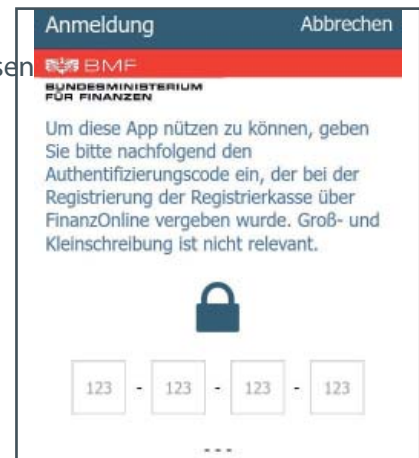 Anmeldung Abbrechen
sen
BMF
BUNDESMINISTERIUM
FÜR FINANZEN
Um diese App nützen zu können, geben
Sie bitte nachfolgend den
Authentifizierungscode ein, der bei der
Registrierung der Registrierkasse über
FinanzOnline vergeben wurde. Groß- und
Kleinschreibung ist nicht relevant.
123 - 123 - 123 - 123
---